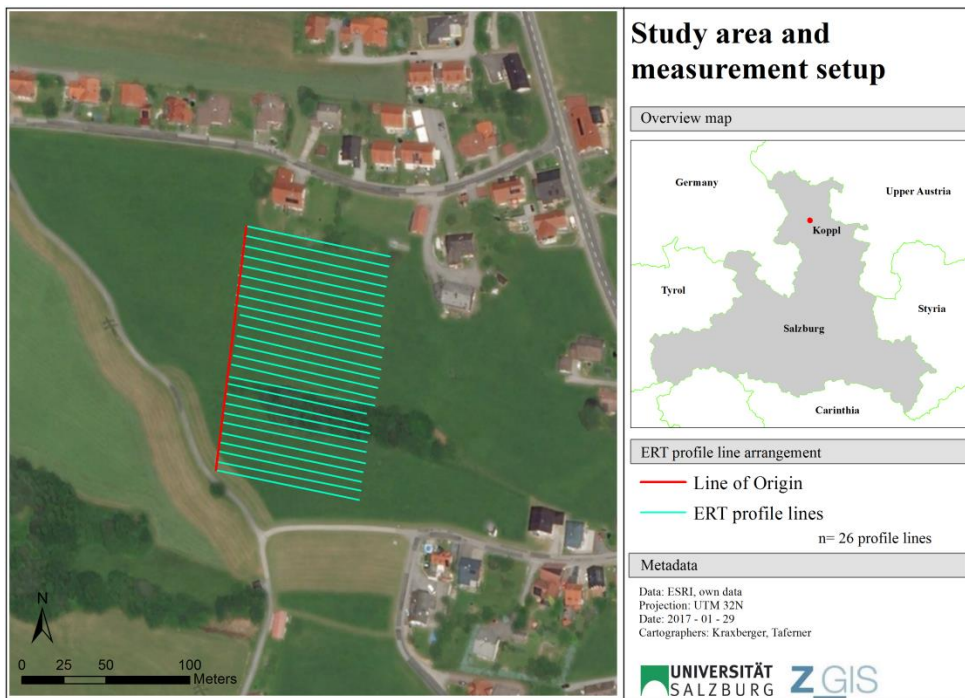 Study area and
measurement setup
Overview map
Germany
Upper Austria
Koppl
Tyrol
Styria
Salzburg
Carinthia
ERT profile line arrangement
Line of Origin
ERT profile lines
n= 26 profile lines
Metadata
Data: ESRI, own data
Projection: UTM 32N
Date: 2017 - 01 - 29
Cartographers: Kraxberger, Taferner
UNIVERSITÄT
SALZBURG
Z GIS
N
0 25 50 100
Meters